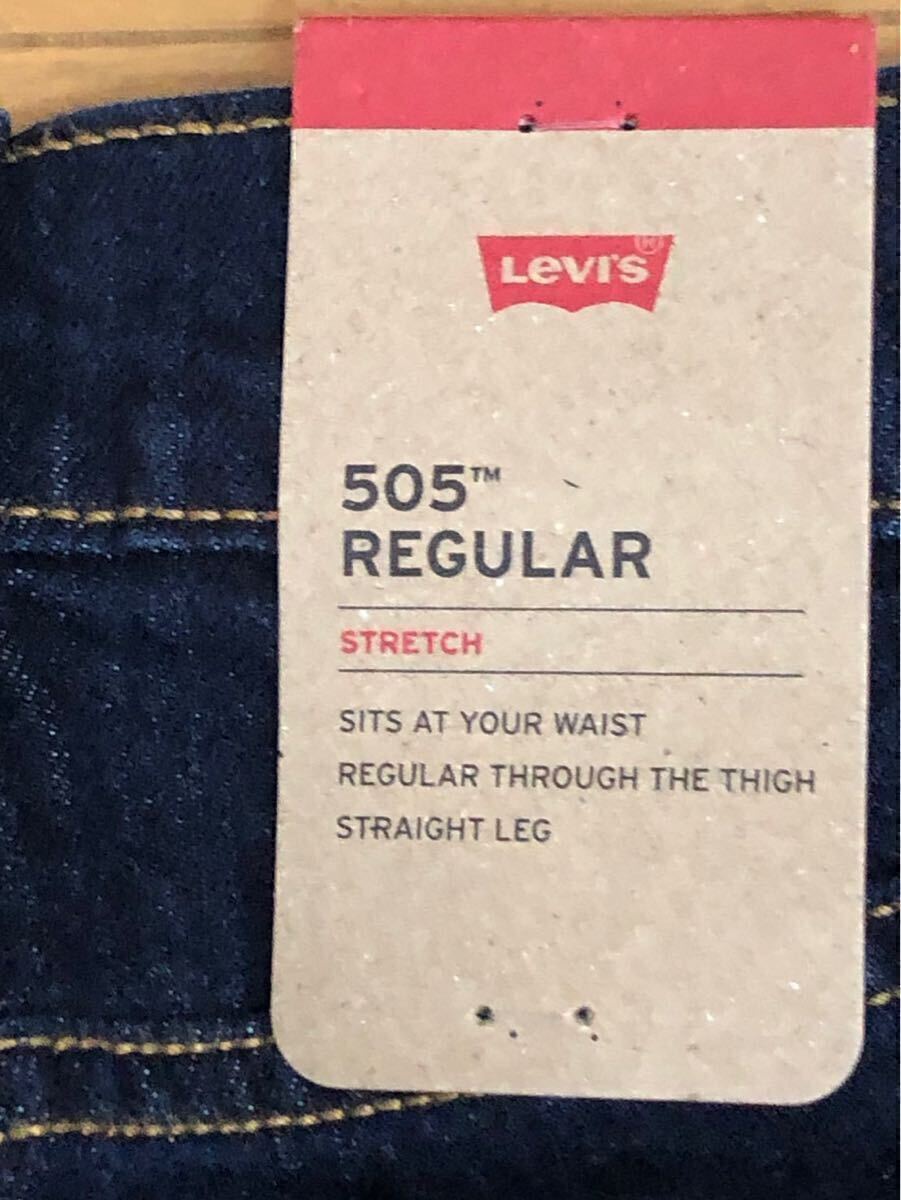 LEVI'S®
505™
REGULAR
STRETCH
SITS AT YOUR WAIST
REGULAR THROUGH THE THIGH
STRAIGHT LEG